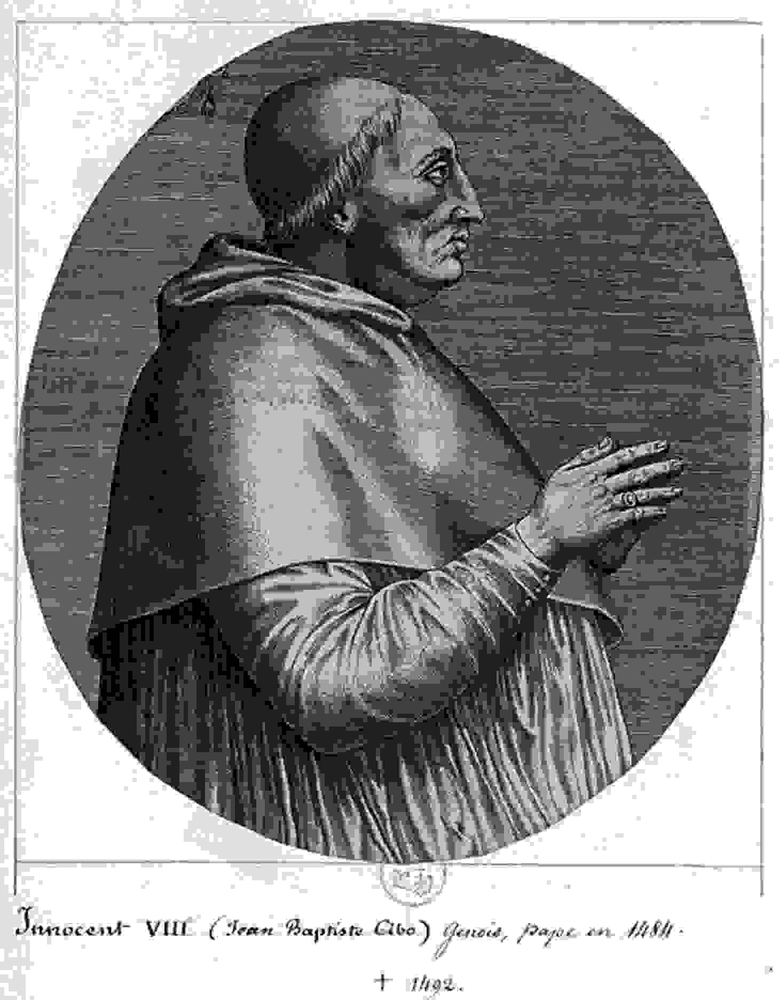 Innocent VIII (Jean Baptiste Cibo) Genois, pape en 1484.
+ 1492.